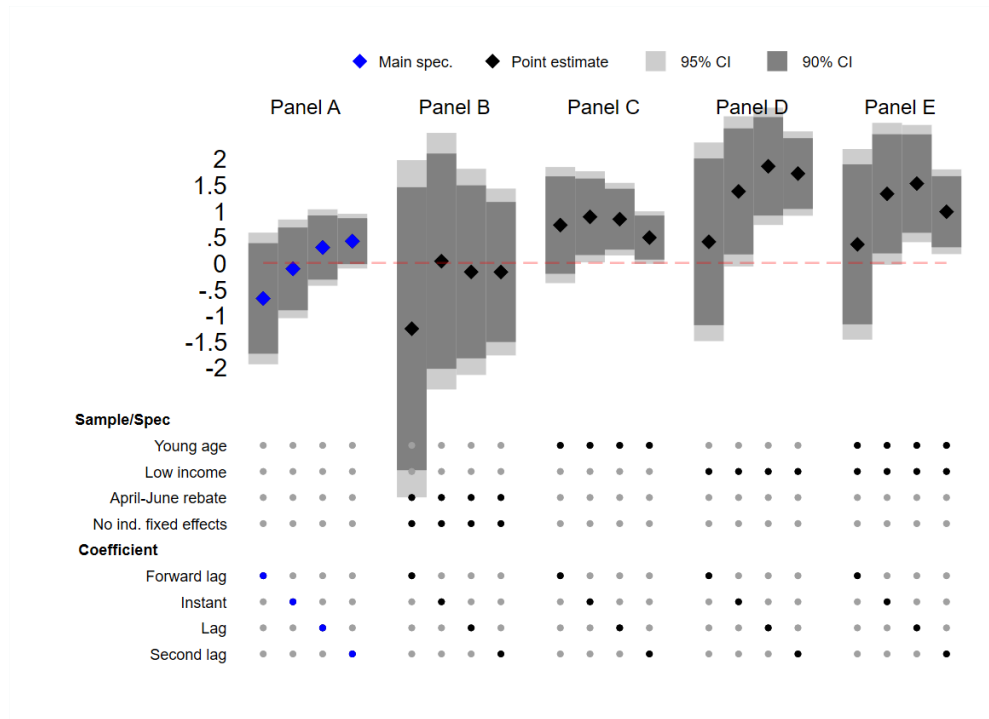 Main spec. Point estimate 95% CI 90% CI
Panel A Panel B Panel C Panel D Panel E
2
1.5
1
.5
0
-.5
-1
-1.5
-2
Sample/Spec
Young age
Low income
April-June rebate
No ind. fixed effects
Coefficient
Forward lag
Instant
Lag
Second lag